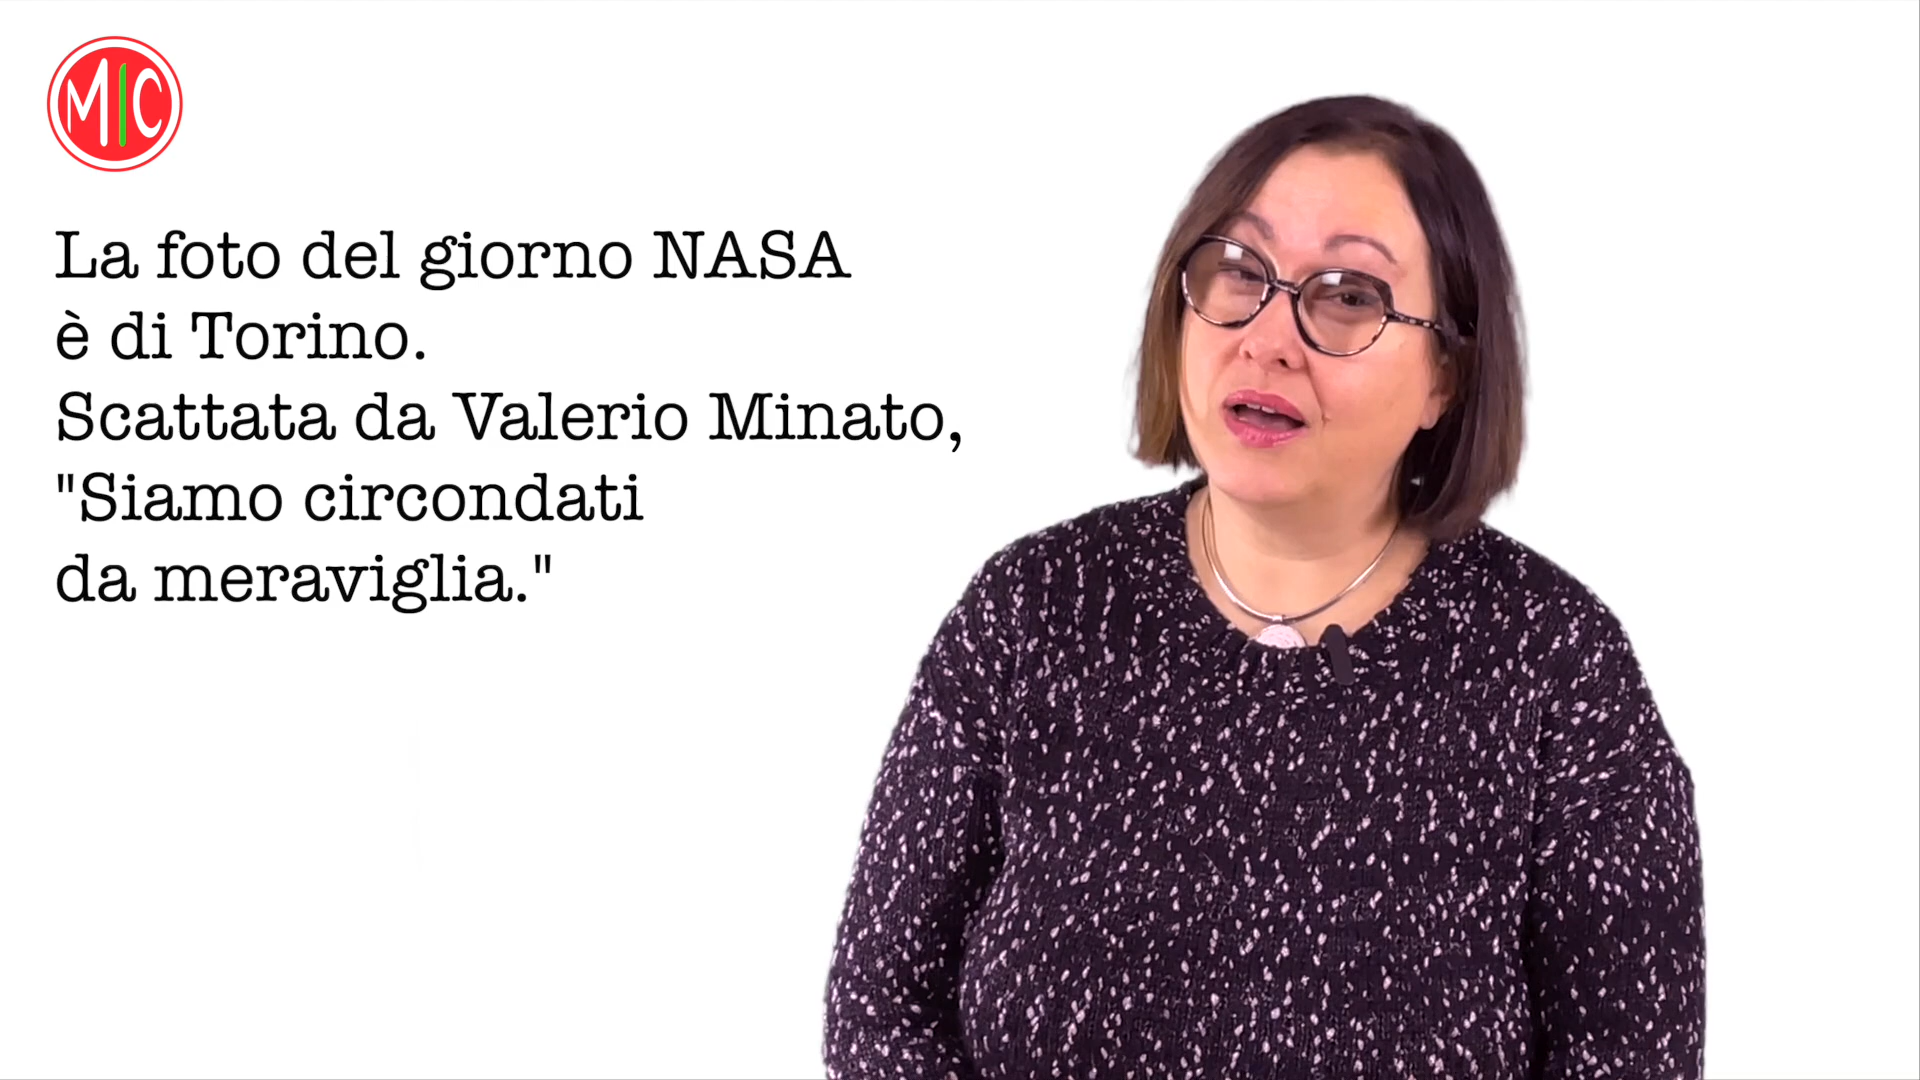 MIC
La foto del giorno NASA
è di Torino.
Scattata da Valerio Minato,
"Siamo circondati
da meraviglia."